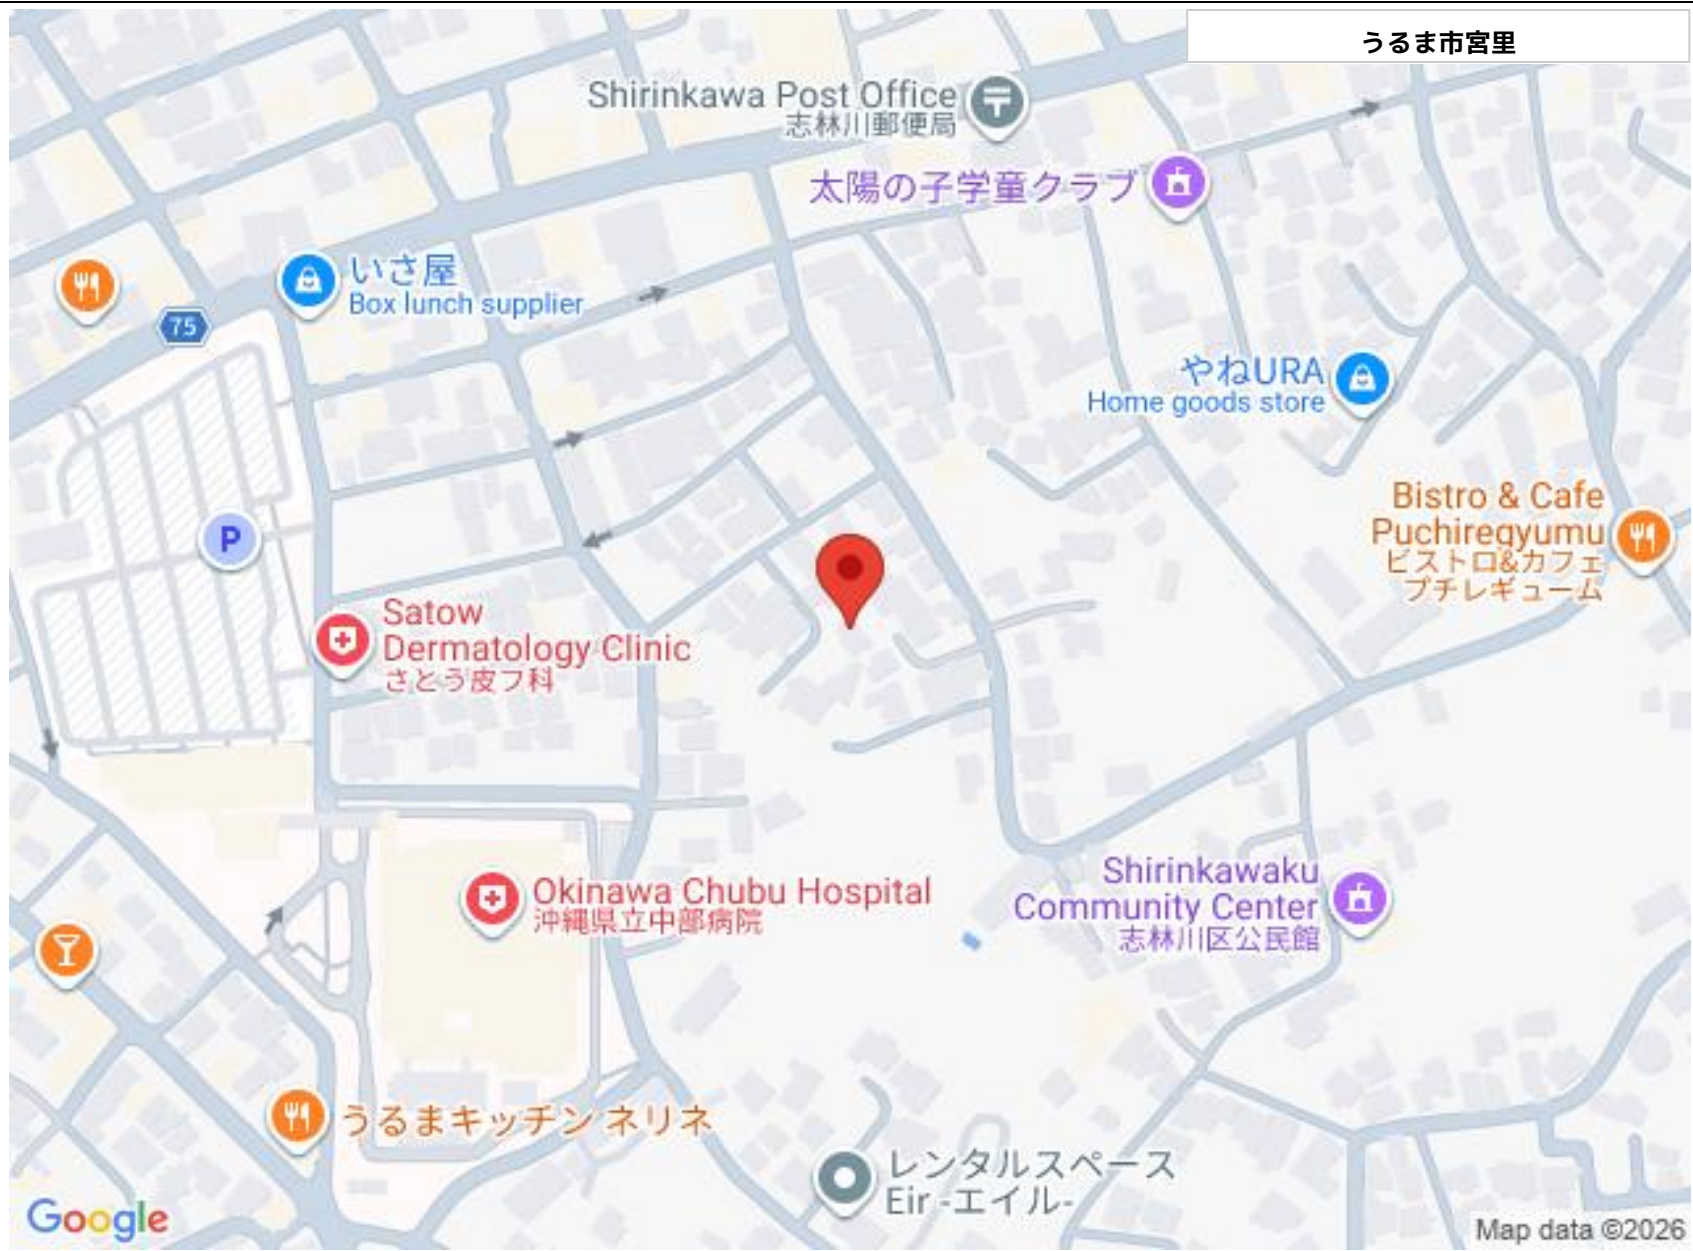 うるま市宮里
Shirinkawa Post Office
志林川郵便局
太陽の子学童クラブ
いさ屋
Box lunch supplier
75
やねURA
Home goods store
Bistro & Cafe
Puchireqyumu
ビストロ&カフェ
プチレギューム
P
Satow
Dermatology Clinic
さとう皮フ科
Okinawa Chubu Hospital
沖縄県立中部病院
Shirinkawaku
Community Center
志林川区公民館
うるまキッチン ネリネ
レンタルスペース
Eir -エイル-
Google
Map data ©2026